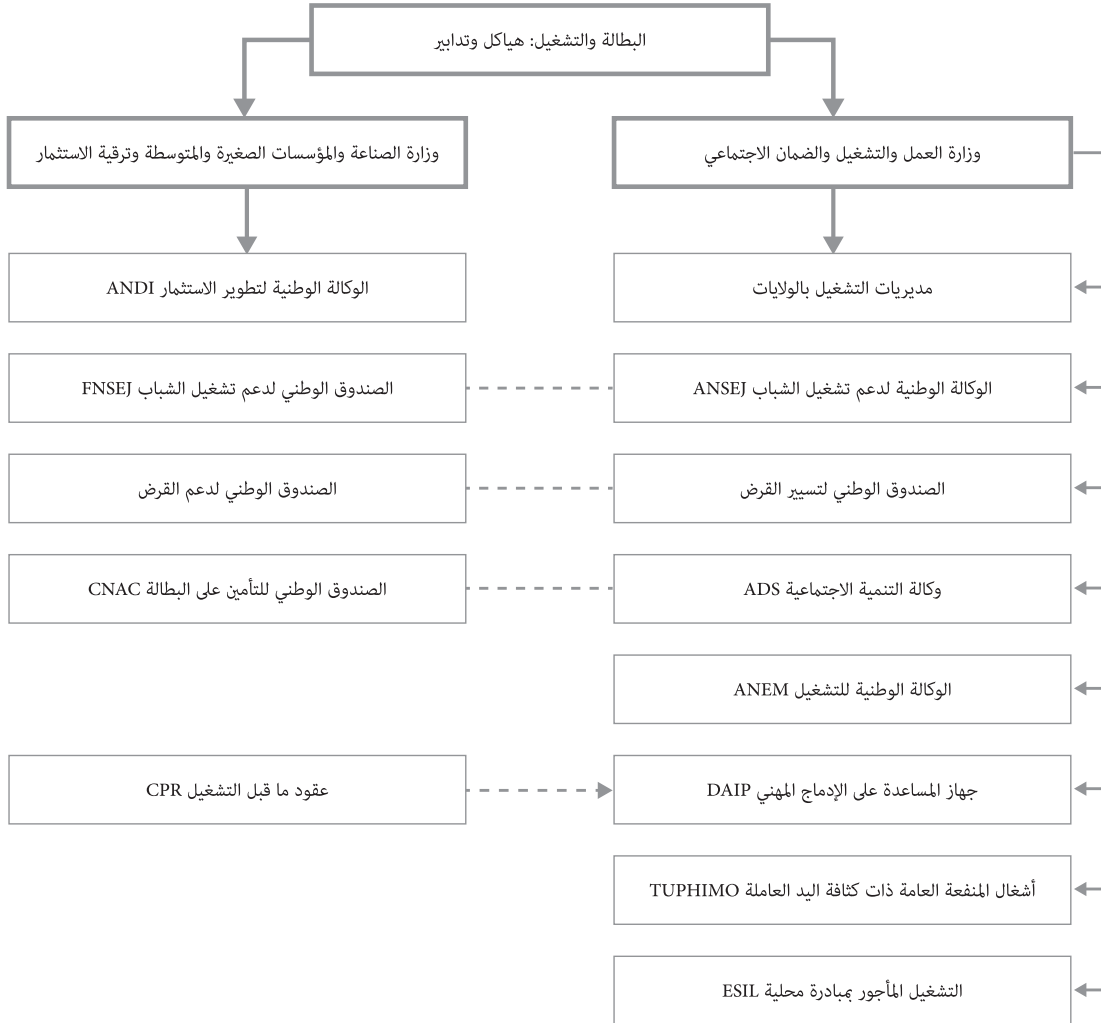 البطالة والتشغيل: هياكل وتدابير
وزارة العمل والتشغيل والضمان الاجتماعي
وزارة الصناعة والمؤسسات الصغيرة والمتوسطة وترقية الاستثمار
مديريات التشغيل بالولايات
الوكالة الوطنية لتطوير الاستثمار ANDI
الوكالة الوطنية لدعم تشغيل الشباب ANSEJ
الصندوق الوطني لدعم تشغيل الشباب FNSEJ
الصندوق الوطني لتسيير القرض
الصندوق الوطني لدعم القرض
وكالة التنمية الاجتماعية ADS
الصندوق الوطني للتأمين على البطالة CNAC
الوكالة الوطنية للتشغيل ANEM
جهاز المساعدة على الإدماج المهني DAIP
عقود ما قبل التشغيل CPR
أشغال المنفعة العامة ذات كثافة اليد العاملة TUPHIMO
التشغيل المأجور بمبادرة محلية ESIL